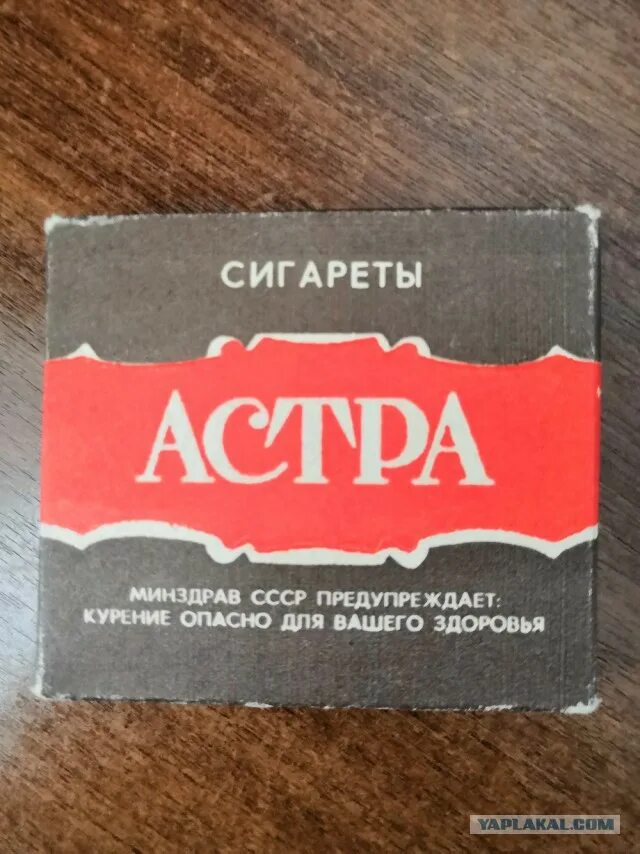 СИГАРЕТЫ
АСТРА
МИНЗДРАВ СССР ПРЕДУПРЕЖДАЕТ:
КУРЕНИЕ ОПАСНО ДЛЯ ВАШЕГО ЗДОРОВЬЯ
YAPLAKAL.COM